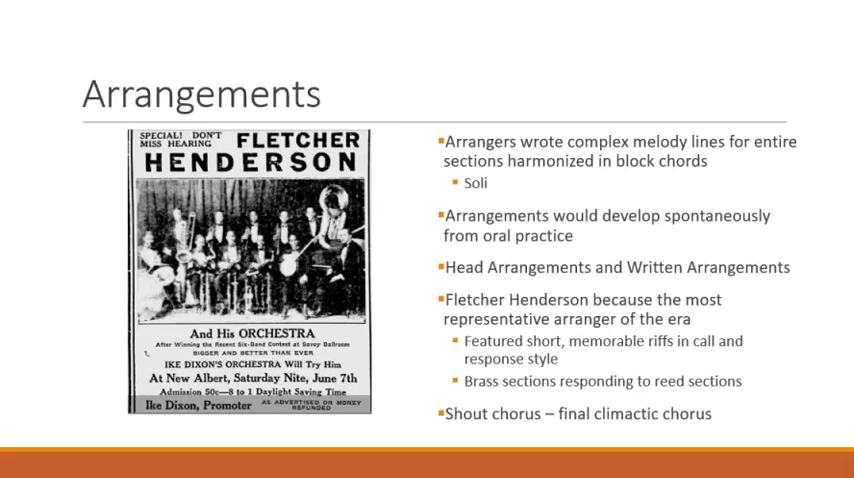 Arrangements
SPECIAL! DON'T
MISS HEARING
FLETCHER
HENDERSON
And His ORCHESTRA
After Winning the Recent Six-Band Contest at Savoy Ballroom
BIGGER AND BETTER THAN EVER
IKE DIXON'S ORCHESTRA Will Try Him
At New Albert, Saturday Nite, June 7th
Admission 50c—8 to 1 Daylight Saving Time
Ike Dixon, Promoter
AS ADVERTISED OR MONEY
REFUNDED
Arrangers wrote complex melody lines for entire
sections harmonized in block chords
Soli
Arrangements would develop spontaneously
from oral practice
Head Arrangements and Written Arrangements
Fletcher Henderson because the most
representative arranger of the era
Featured short, memorable riffs in call and
response style
Brass sections responding to reed sections
Shout chorus – final climactic chorus